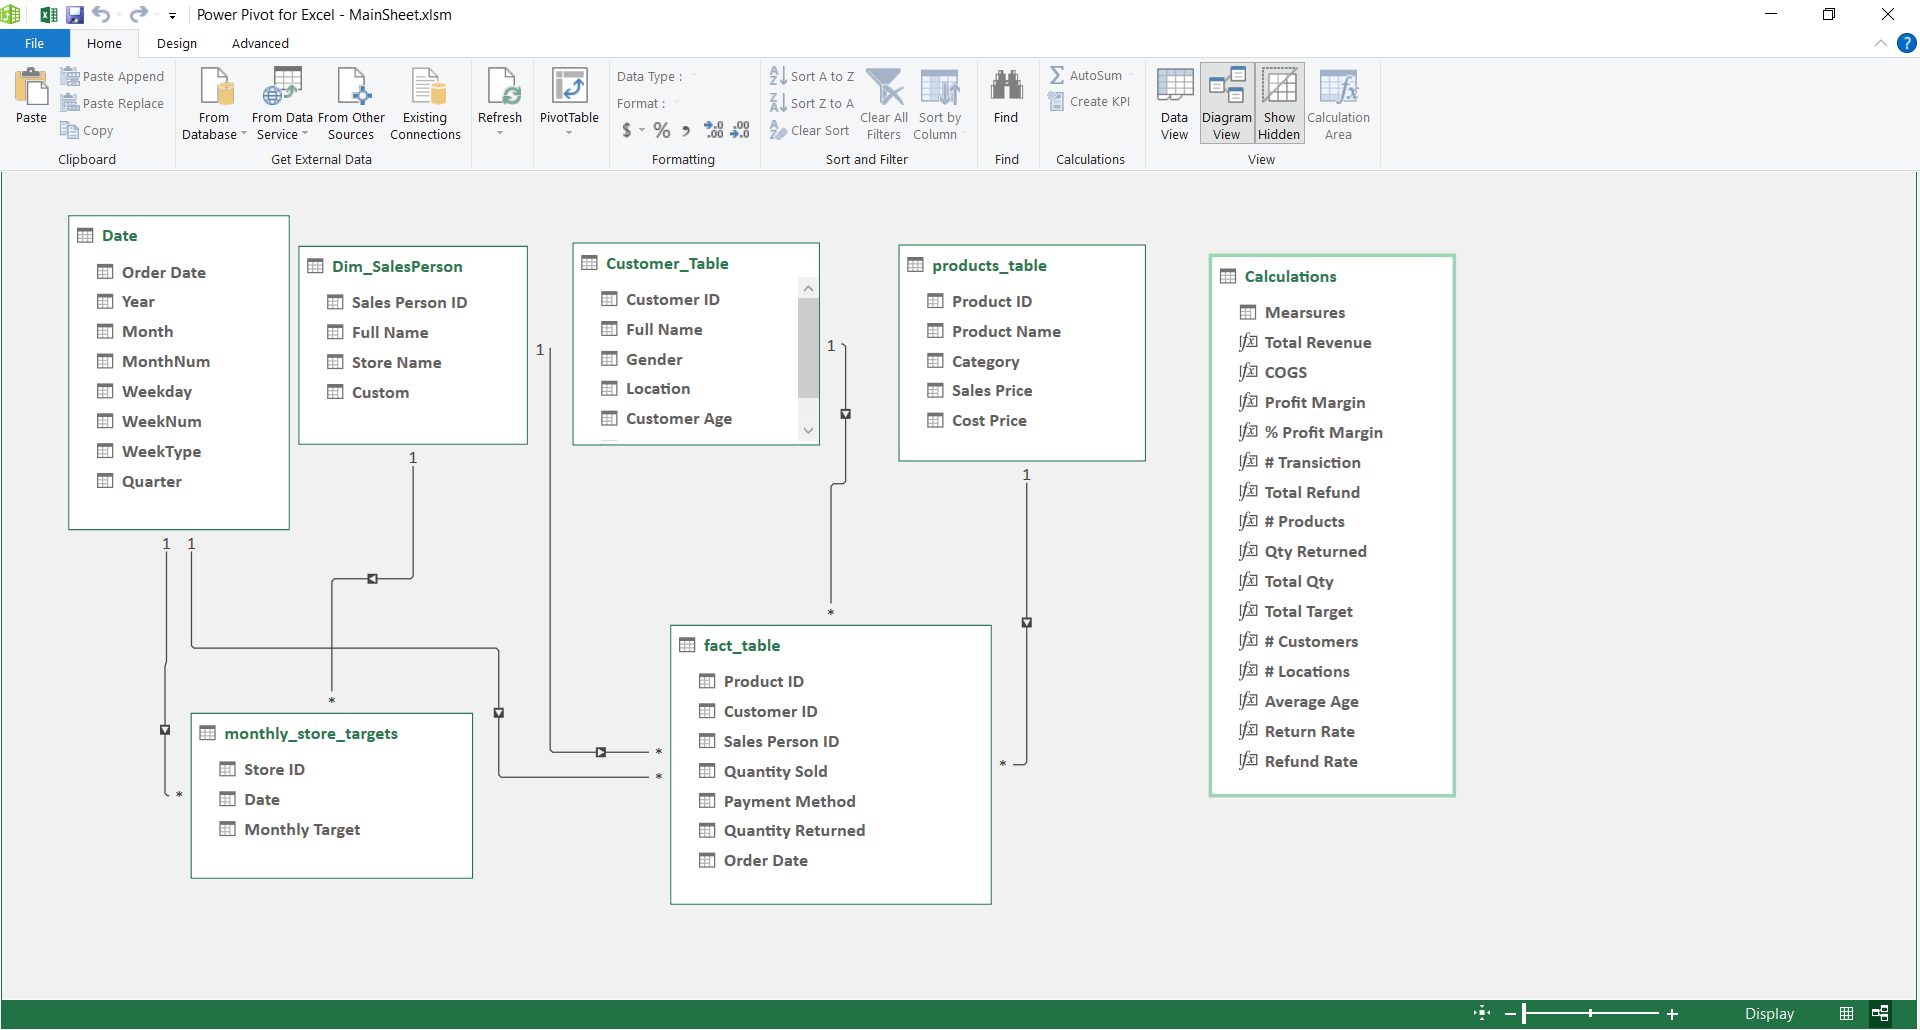 Power Pivot for Excel - MainSheet.xlsm
File Home Design Advanced ?
Paste
Paste Append
Paste Replace
Copy
Clipboard
From Database
From Data Service
From Other Sources
Existing Connections
Get External Data
Refresh
PivotTable
Data Type :
Format :
$ % , .00 .00
Formatting
Sort A to Z
Sort Z to A
Clear Sort
Clear All Filters
Sort by Column
Sort and Filter
Find
Find
AutoSum
Create KPI
Calculations
Data View
Diagram View
Show Hidden
Calculation Area
View
Date
Order Date
Year
Month
MonthNum
Weekday
WeekNum
WeekType
Quarter
1 1
Dim_SalesPerson
Sales Person ID
Full Name
Store Name
Custom
1
1
Customer_Table
Customer ID
Full Name
Gender
Location
Customer Age
1
*
products_table
Product ID
Product Name
Category
Sales Price
Cost Price
1
Calculations
Mearsures
Total Revenue
COGS
Profit Margin
% Profit Margin
# Transiction
Total Refund
# Products
Qty Returned
Total Qty
Total Target
# Customers
# Locations
Average Age
Return Rate
Refund Rate
*
*
monthly_store_targets
Store ID
Date
Monthly Target
*
*
*
fact_table
Product ID
Customer ID
Sales Person ID
Quantity Sold
Payment Method
Quantity Returned
Order Date
Display